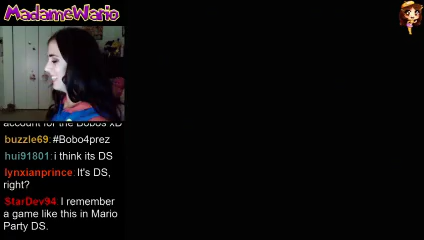 MadameWario
account for the Bobos xD
buzzle69: #Bobo4prez
hui91801: i think its DS
lynxianprince: It's DS,
right?
StarDev94: I remember
a game like this in Mario
Party DS.